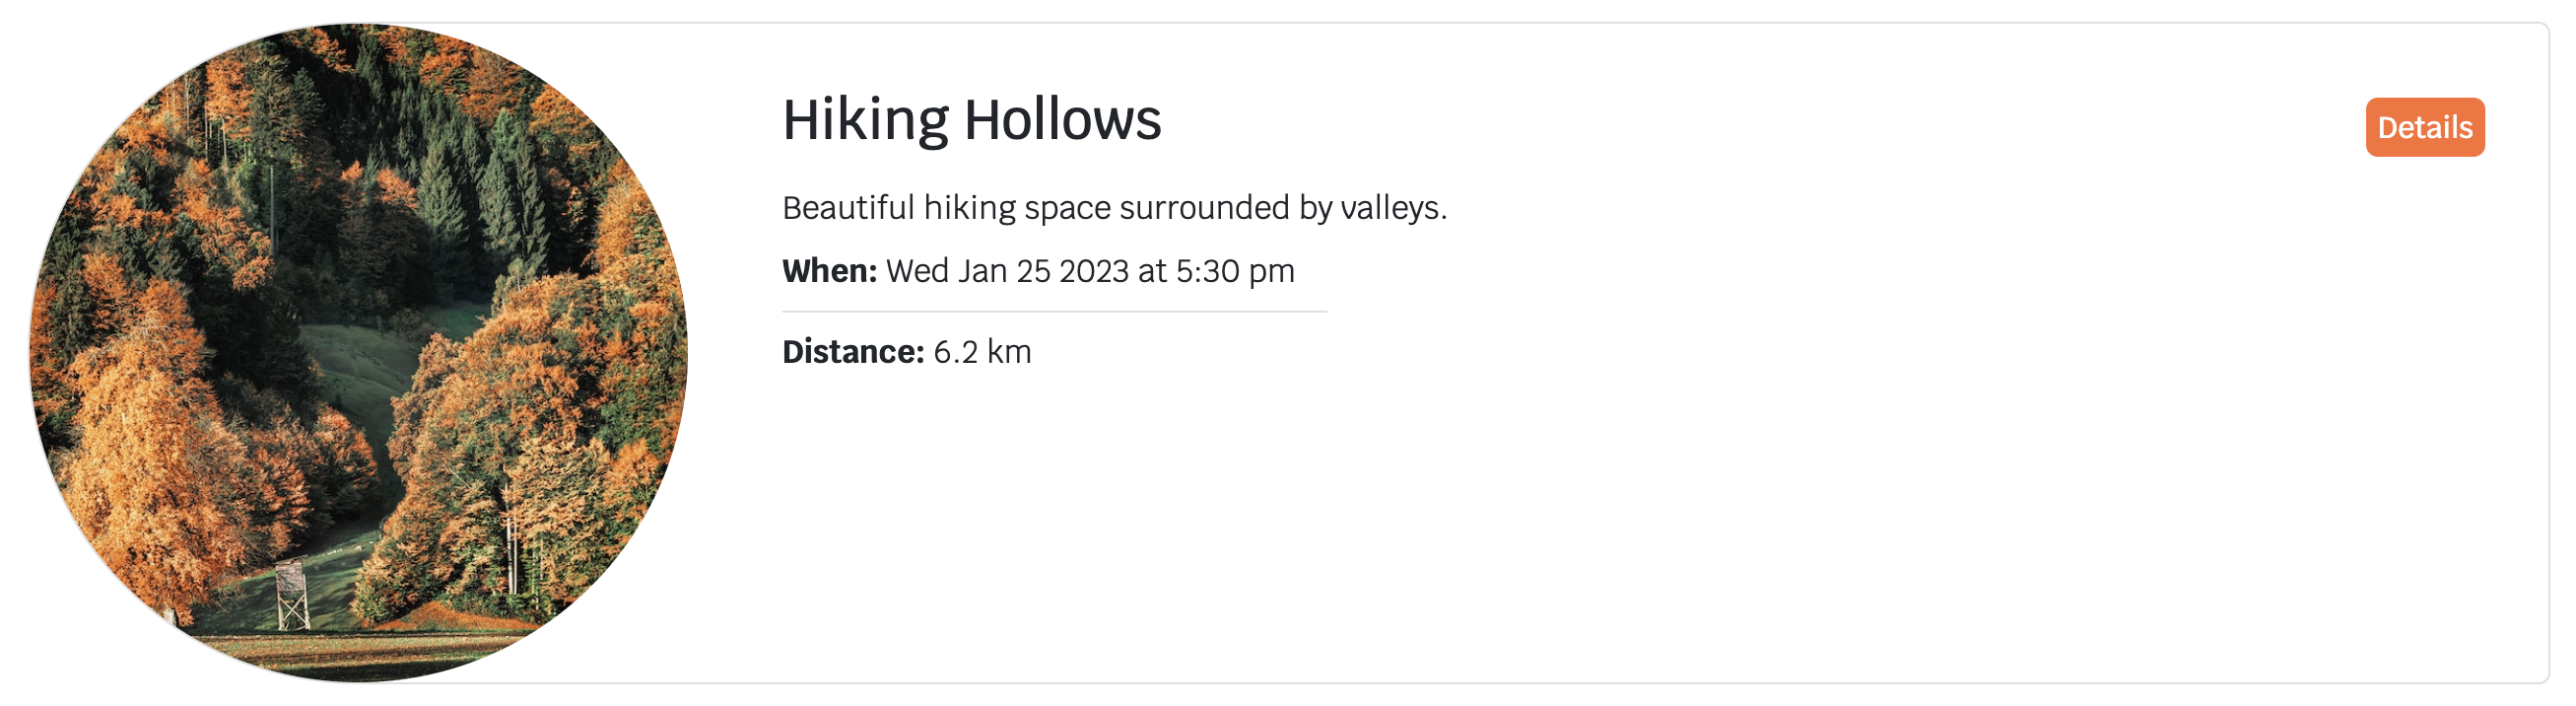 Hiking Hollows
Details
Beautiful hiking space surrounded by valleys.
When: Wed Jan 25 2023 at 5:30 pm
Distance: 6.2 km